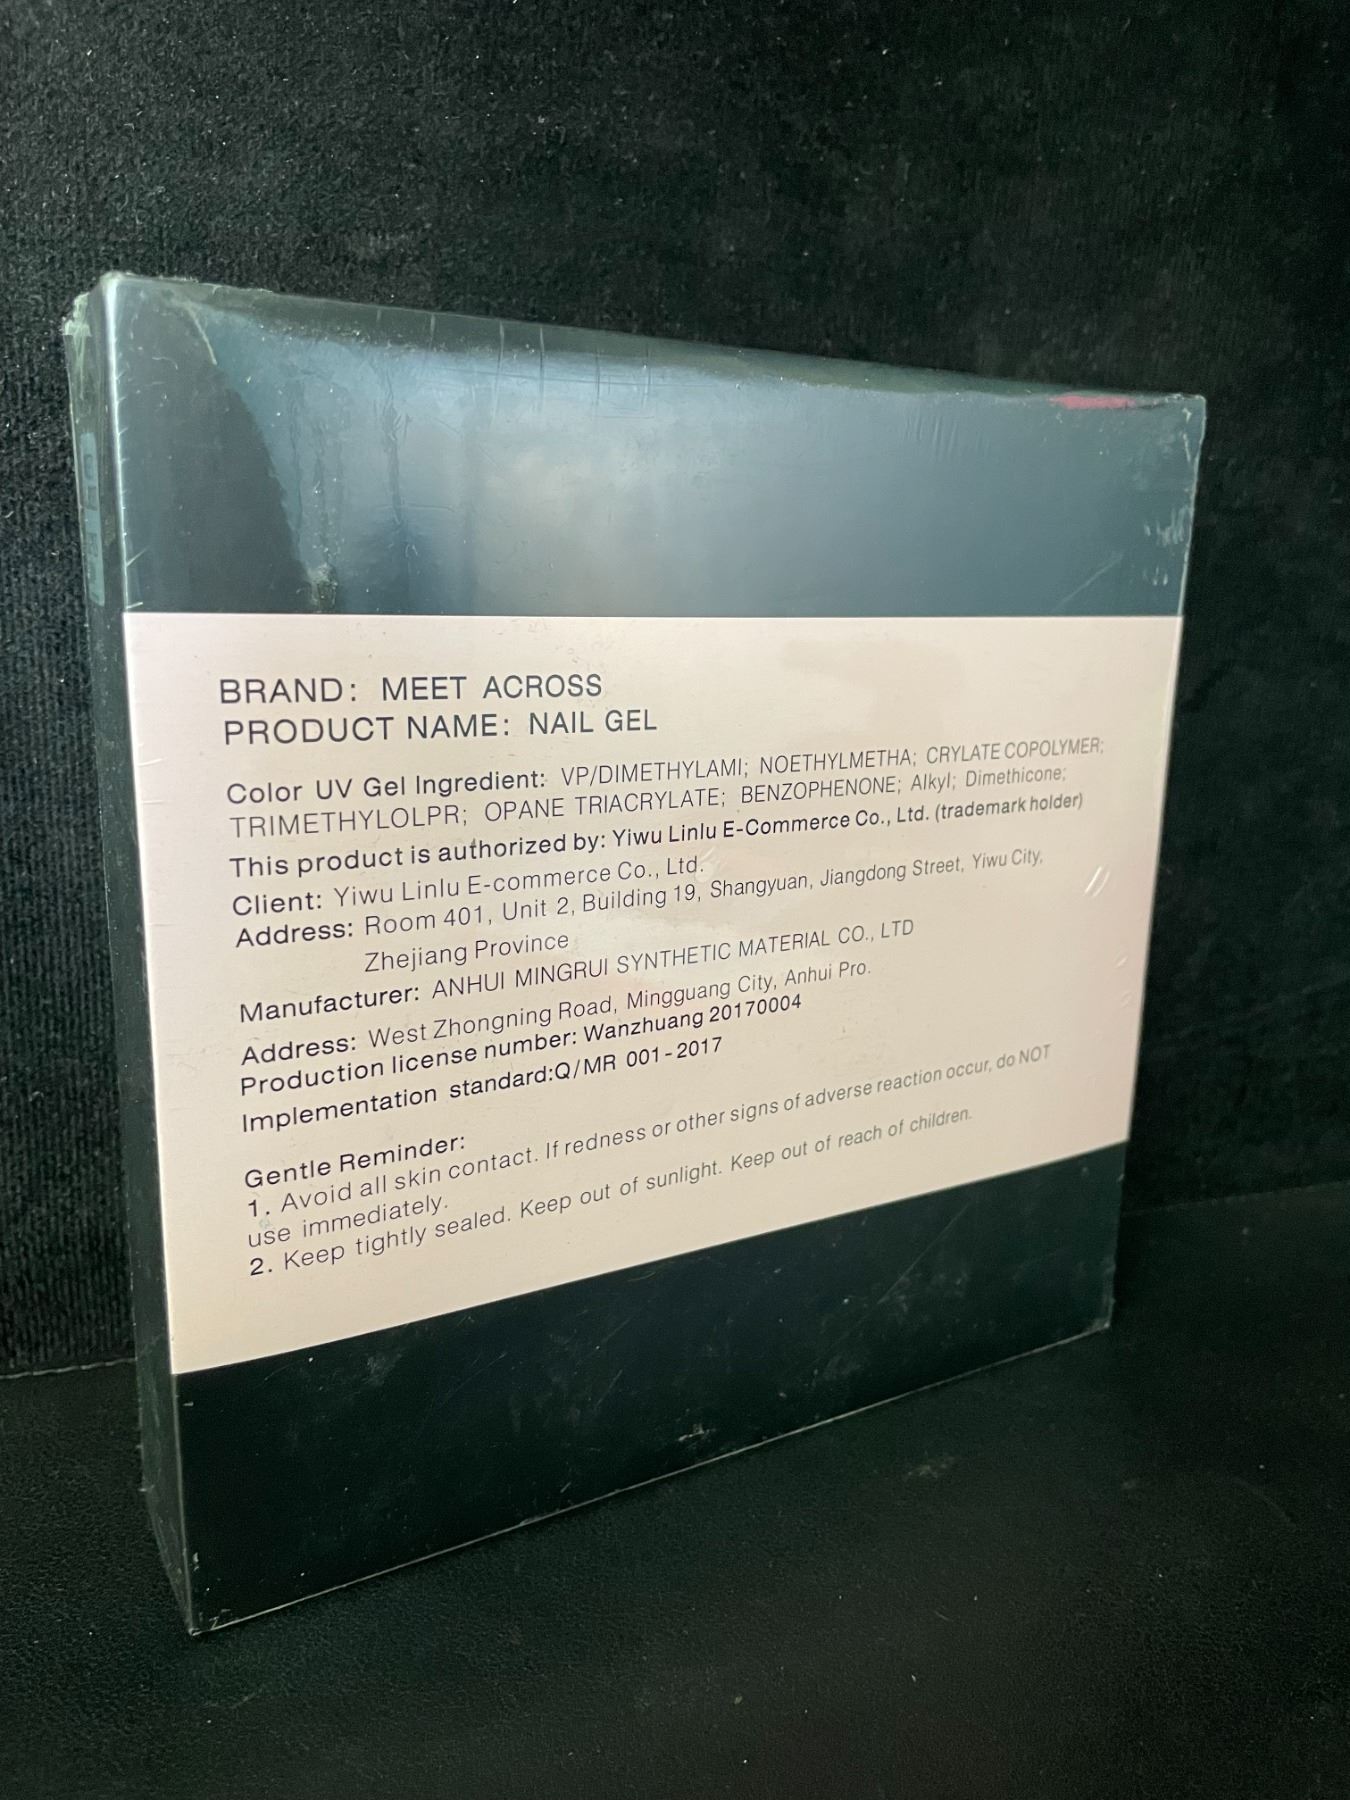 BRAND: MEET ACROSS
PRODUCT NAME: NAIL GEL
Color UV Gel Ingredient: VP/DIMETHYLAMI; NOETHYLMETHA; CRYLATE COPOLYMER;
TRIMETHYLOLPR; OPANE TRIACRYLATE; BENZOPHENONE; Alkyl; Dimethicone;
This product is authorized by: Yiwu Linlu E-Commerce Co., Ltd. (trademark holder)
Client: Yiwu Linlu E-commerce Co., Ltd.
Address: Room 401, Unit 2, Building 19, Shangyuan, Jiangdong Street, Yiwu City,
Zhejiang Province
Manufacturer: ANHUI MINGRUI SYNTHETIC MATERIAL CO., LTD
Address: West Zhongning Road, Mingguang City, Anhui Pro.
Production license number: Wanzhuang 20170004
Implementation standard:Q/MR 001-2017
Gentle Reminder:
1. Avoid all skin contact. If redness or other signs of adverse reaction occur, do NOT
use immediately.
2. Keep tightly sealed. Keep out of sunlight. Keep out of reach of children.